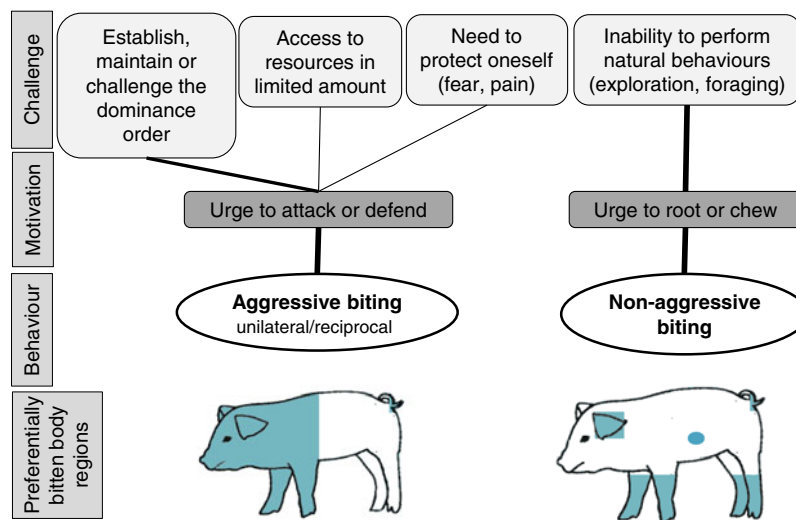 Challenge
Establish,
maintain or
challenge the
dominance
order
Access to
resources in
limited amount
Need to
protect oneself
(fear, pain)
Inability to perform
natural behaviours
(exploration, foraging)
Motivation
Urge to attack or defend
Urge to root or chew
Behaviour
Aggressive biting
unilateral/reciprocal
Non-aggressive
biting
Preferentially
bitten body
regions